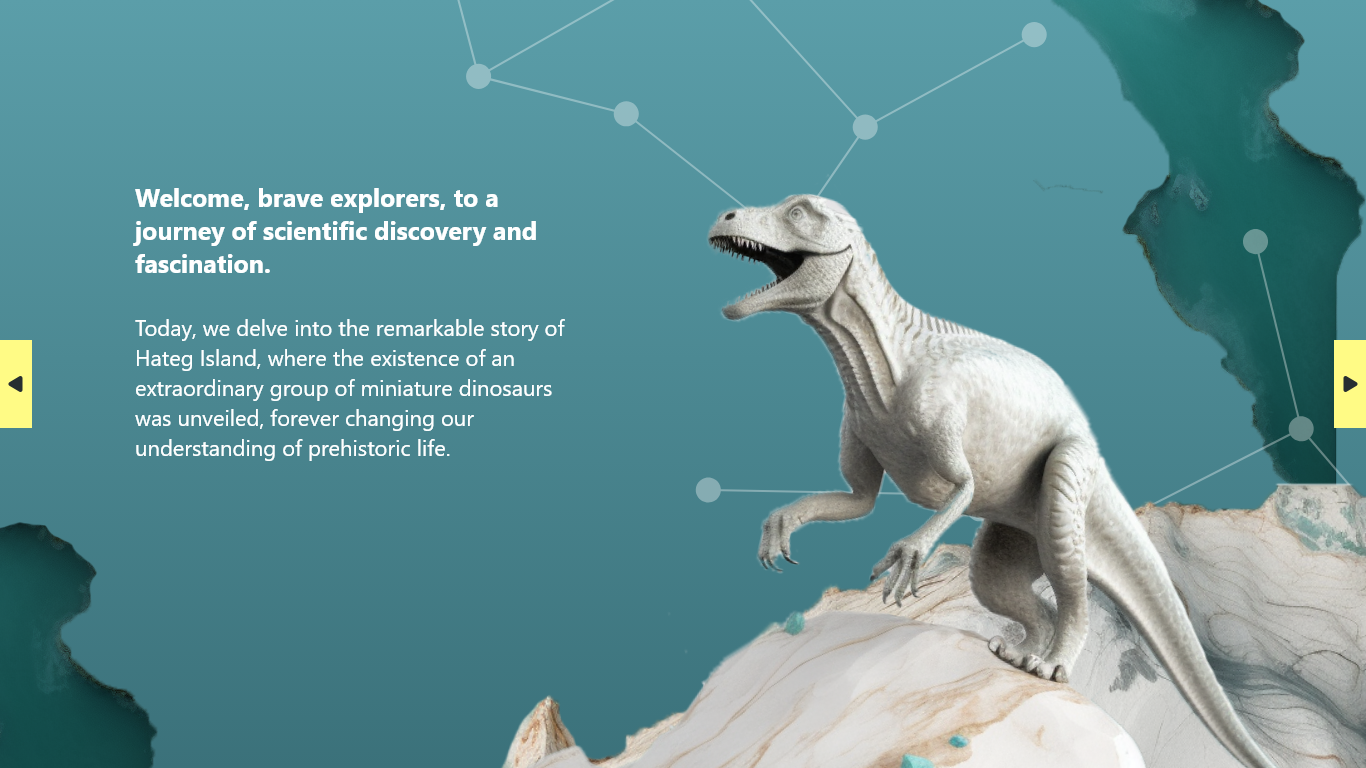 Welcome, brave explorers, to a
journey of scientific discovery and
fascination.
Today, we delve into the remarkable story of
Hateg Island, where the existence of an
extraordinary group of miniature dinosaurs
was unveiled, forever changing our
understanding of prehistoric life.